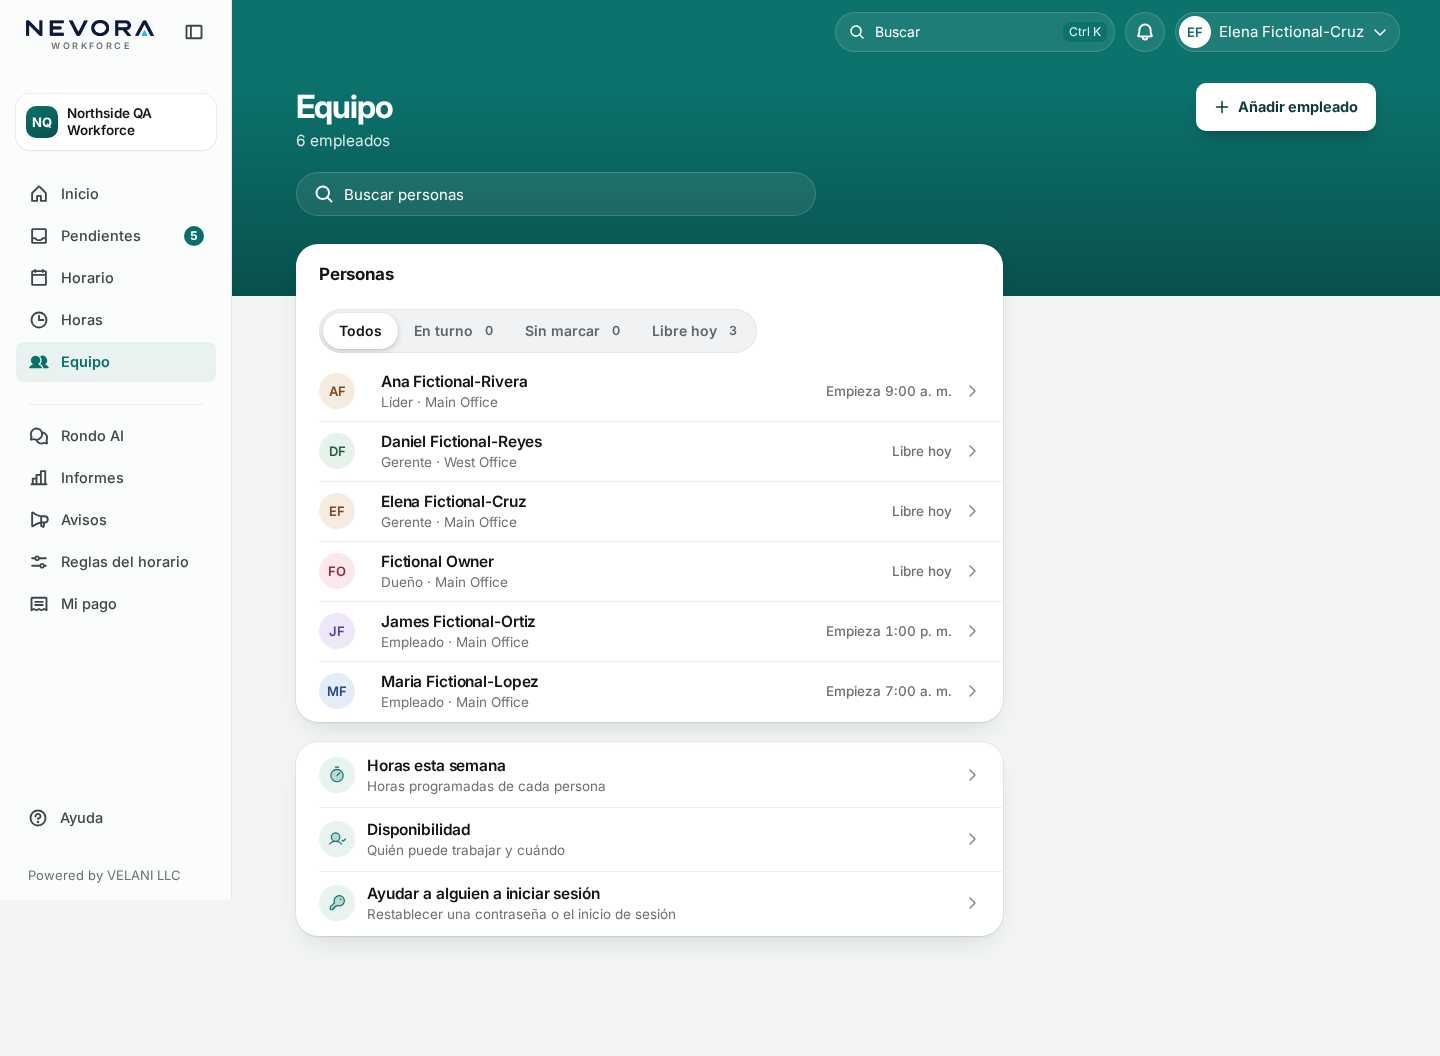 NEVORA
WORKFORCE
Buscar
Ctrl K
EF
Elena Fictional-Cruz
NQ
Northside QA
Workforce
Inicio
Pendientes
5
Horario
Horas
Equipo
Rondo AI
Informes
Avisos
Reglas del horario
Mi pago
Ayuda
Powered by VELANI LLC
Equipo
6 empleados
Añadir empleado
Buscar personas
Personas
Todos
En turno 0
Sin marcar 0
Libre hoy 3
AF
Ana Fictional-Rivera
Líder · Main Office
Empieza 9:00 a. m.
DF
Daniel Fictional-Reyes
Gerente · West Office
Libre hoy
EF
Elena Fictional-Cruz
Gerente · Main Office
Libre hoy
FO
Fictional Owner
Dueño · Main Office
Libre hoy
JF
James Fictional-Ortiz
Empleado · Main Office
Empieza 1:00 p. m.
MF
Maria Fictional-Lopez
Empleado · Main Office
Empieza 7:00 a. m.
Horas esta semana
Horas programadas de cada persona
Disponibilidad
Quién puede trabajar y cuándo
Ayudar a alguien a iniciar sesión
Restablecer una contraseña o el inicio de sesión